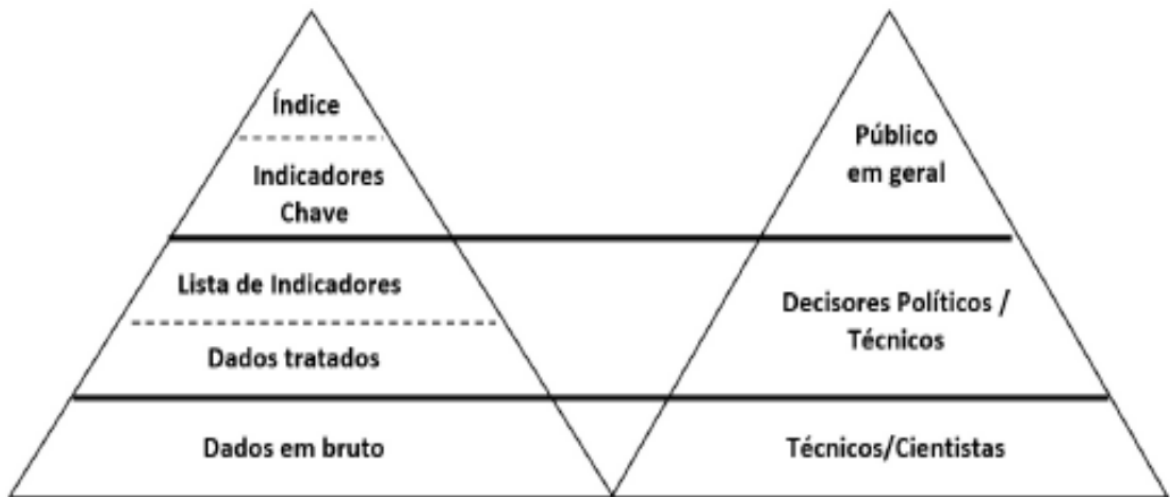 Índice
Indicadores
Chave
Lista de Indicadores
Dados tratados
Dados em bruto
Público
em geral
Decisores Políticos /
Técnicos
Técnicos/Cientistas